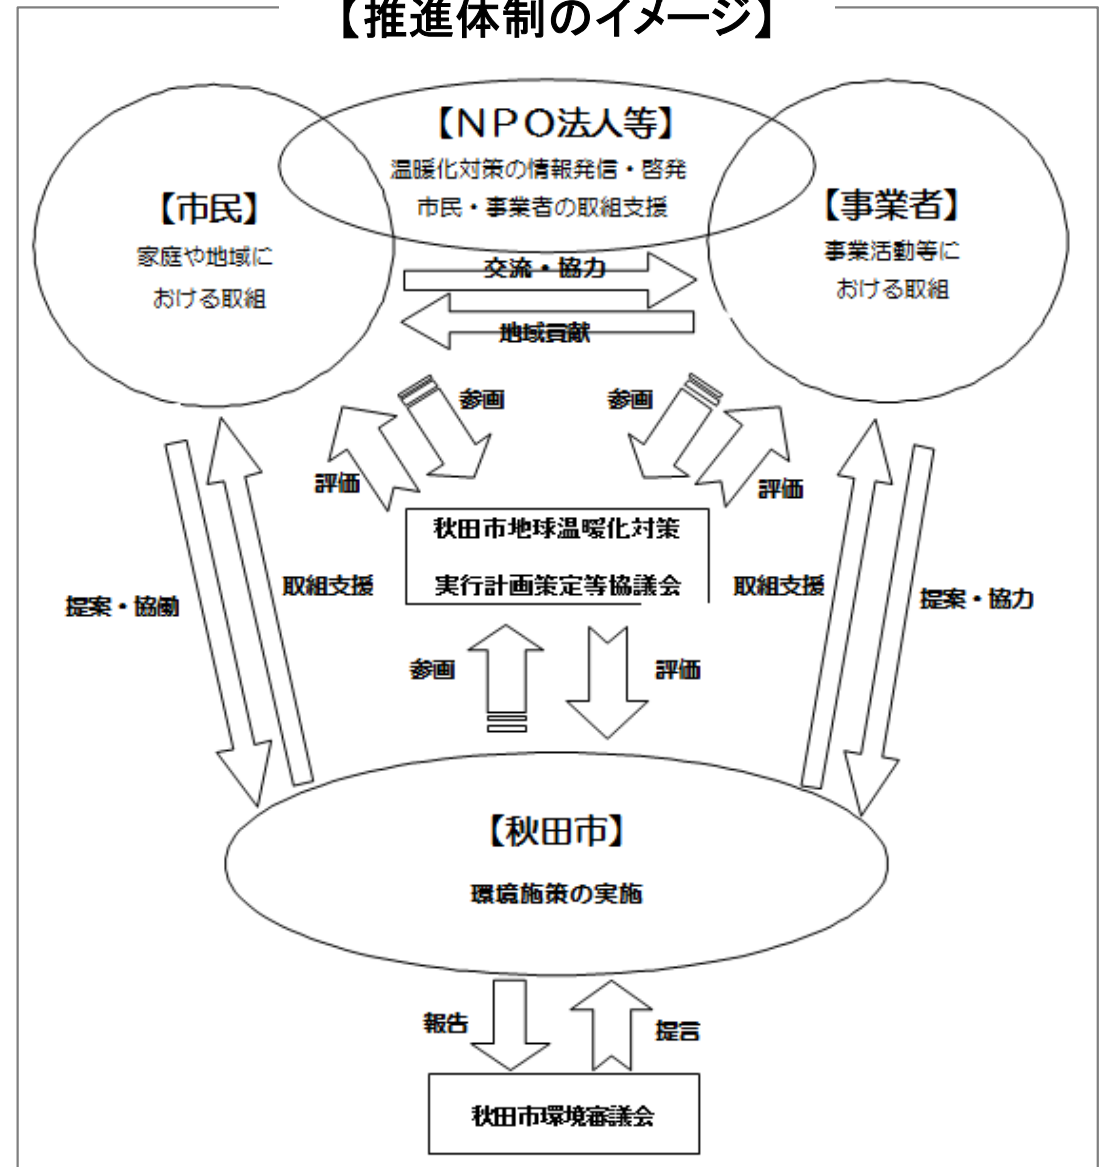 【推進体制のイメージ】
【ＮＰＯ法人等】
温暖化対策の情報発信・啓発
市民・事業者の取組支援
【市民】
家庭や地域に
おける取組
【事業者】
事業活動等に
おける取組
交流・協力
地域貢献
参画
参画
評価
評価
秋田市地球温暖化対策
実行計画策定等協議会
取組支援
取組支援
提案・協働
提案・協力
参画
評価
【秋田市】
環境施策の実施
報告
提言
秋田市環境審議会